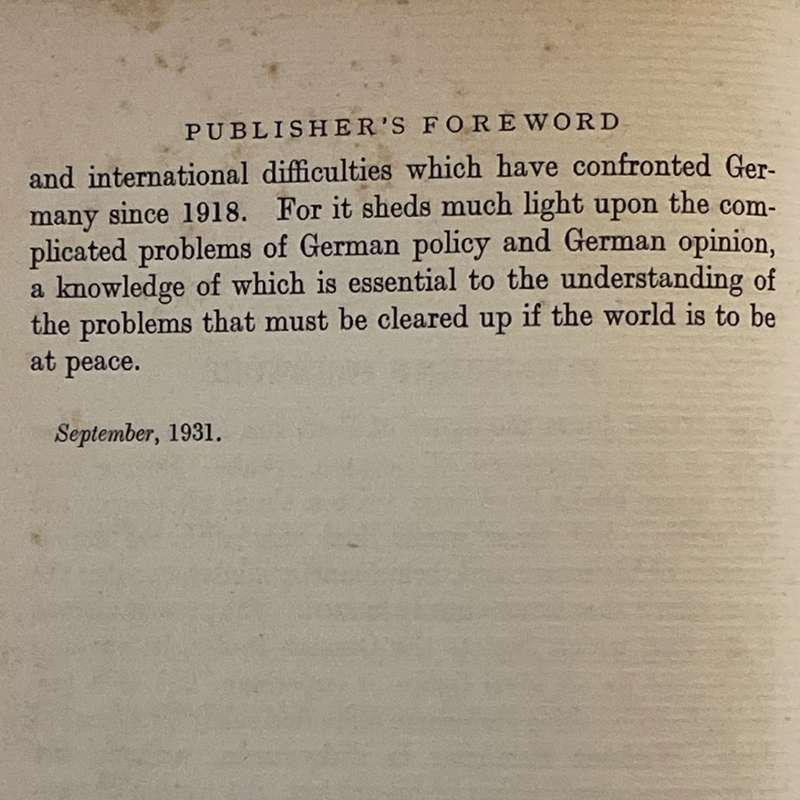 PUBLISHER'S FOREWORD
and international difficulties which have confronted Ger-
many since 1918. For it sheds much light upon the com-
plicated problems of German policy and German opinion,
a knowledge of which is essential to the understanding of
the problems that must be cleared up if the world is to be
at peace.
September, 1931.